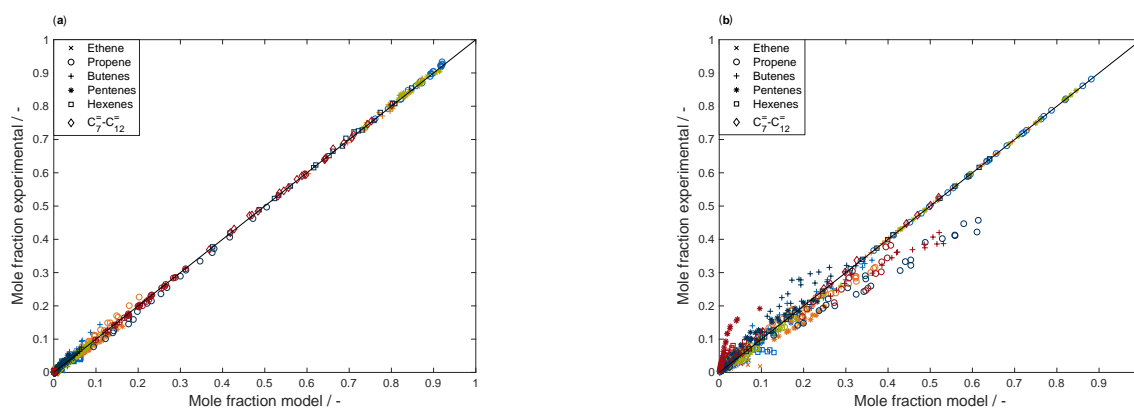 (a)
Mole fraction experimental / -
1
0.9
0.8
0.7
0.6
0.5
0.4
0.3
0.2
0.1
0
Ethene
Propene
Butenes
Pentenes
Hexenes
C₇⁼-C₁₂⁼
0 0.1 0.2 0.3 0.4 0.5 0.6 0.7 0.8 0.9 1
Mole fraction model / -
(b)
Mole fraction experimental / -
1
0.9
0.8
0.7
0.6
0.5
0.4
0.3
0.2
0.1
0
Ethene
Propene
Butenes
Pentenes
Hexenes
C₇⁼-C₁₂⁼
0 0.1 0.2 0.3 0.4 0.5 0.6 0.7 0.8 0.9
Mole fraction model / -